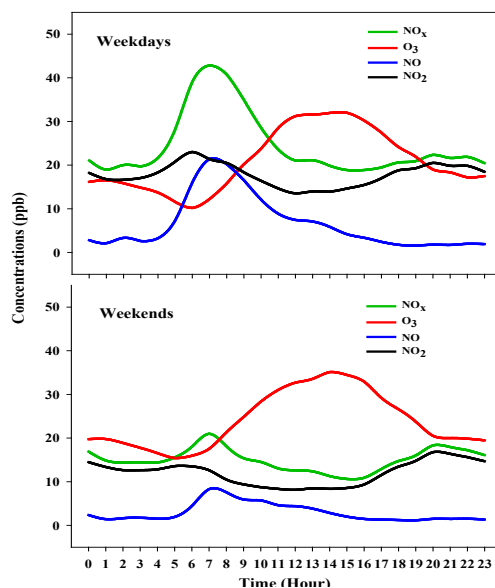 60
50
40
30
20
10
0
Weekdays
NOx
O3
NO
NO2
Concentrations (ppb)
50
40
30
20
10
0
Weekends
NOx
O3
NO
NO2
0 1 2 3 4 5 6 7 8 9 10 11 12 13 14 15 16 17 18 19 20 21 22 23
Time (Hour)